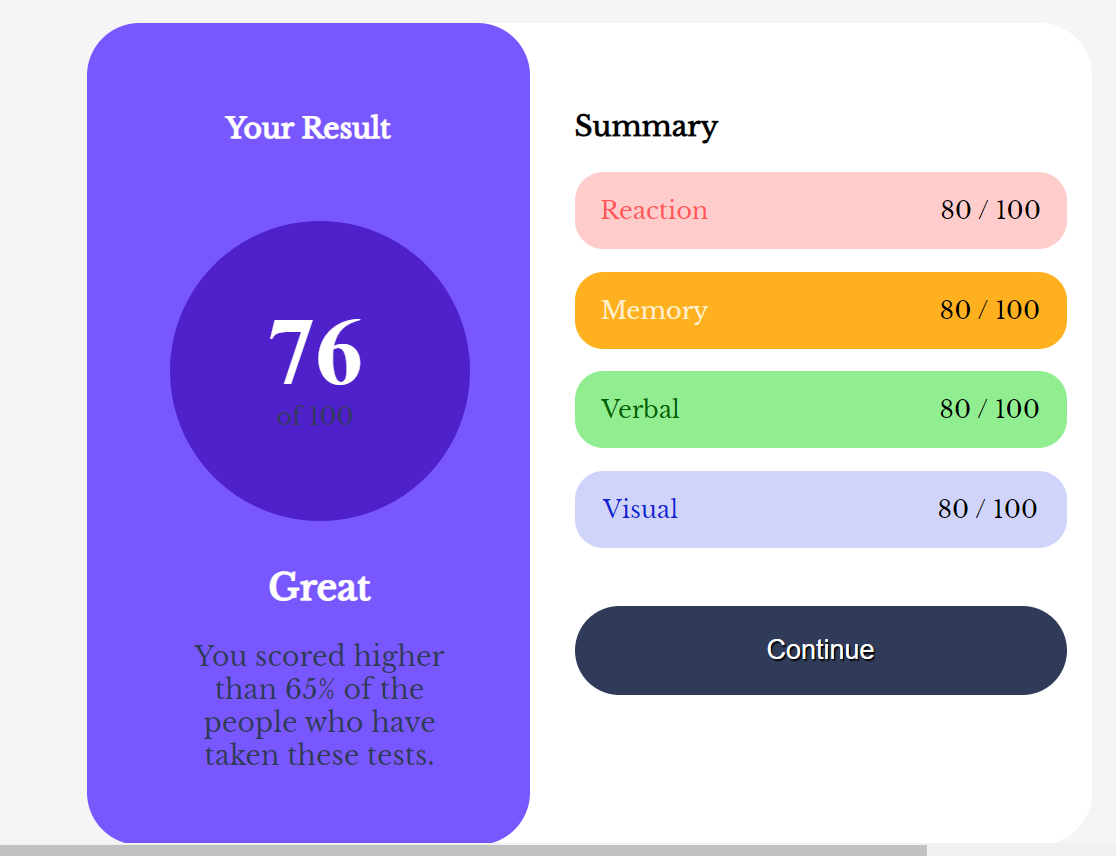 Your Result
76
of 100
Great
You scored higher
than 65% of the
people who have
taken these tests.
Summary
Reaction 80 / 100
Memory 80 / 100
Verbal 80 / 100
Visual 80 / 100
Continue